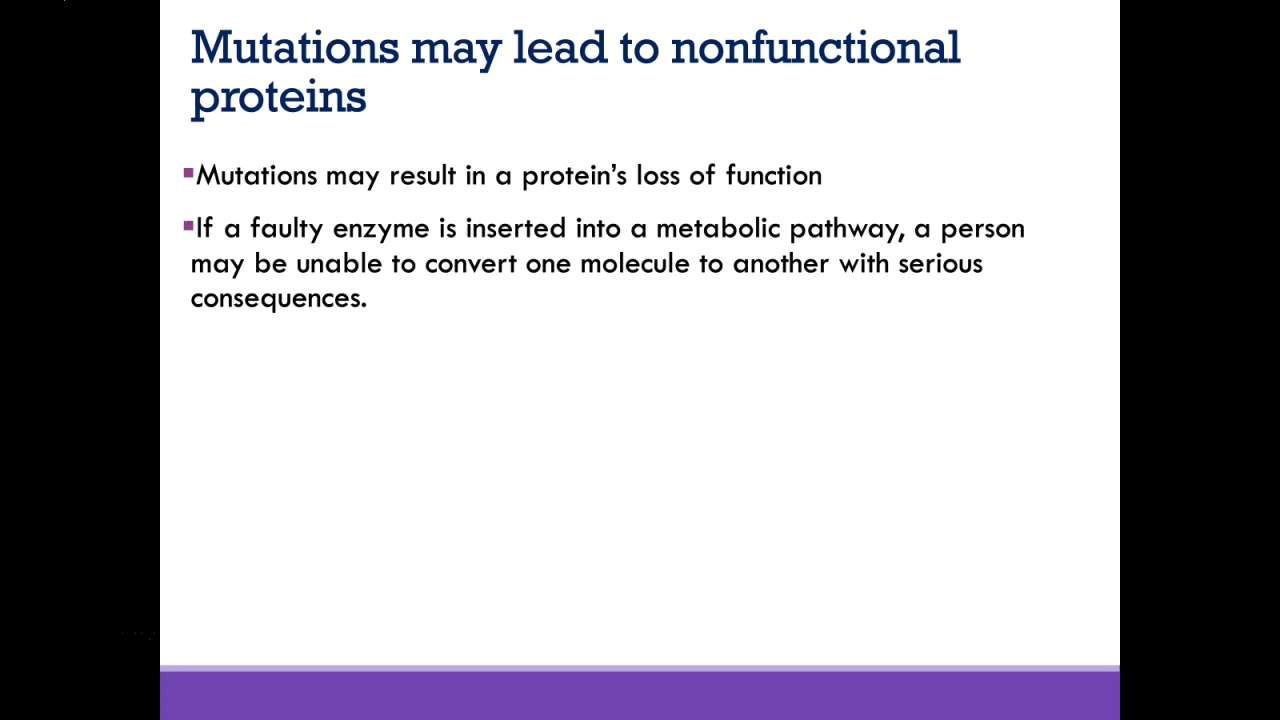 Mutations may lead to nonfunctional
proteins
▪Mutations may result in a protein’s loss of function
▪If a faulty enzyme is inserted into a metabolic pathway, a person
may be unable to convert one molecule to another with serious
consequences.